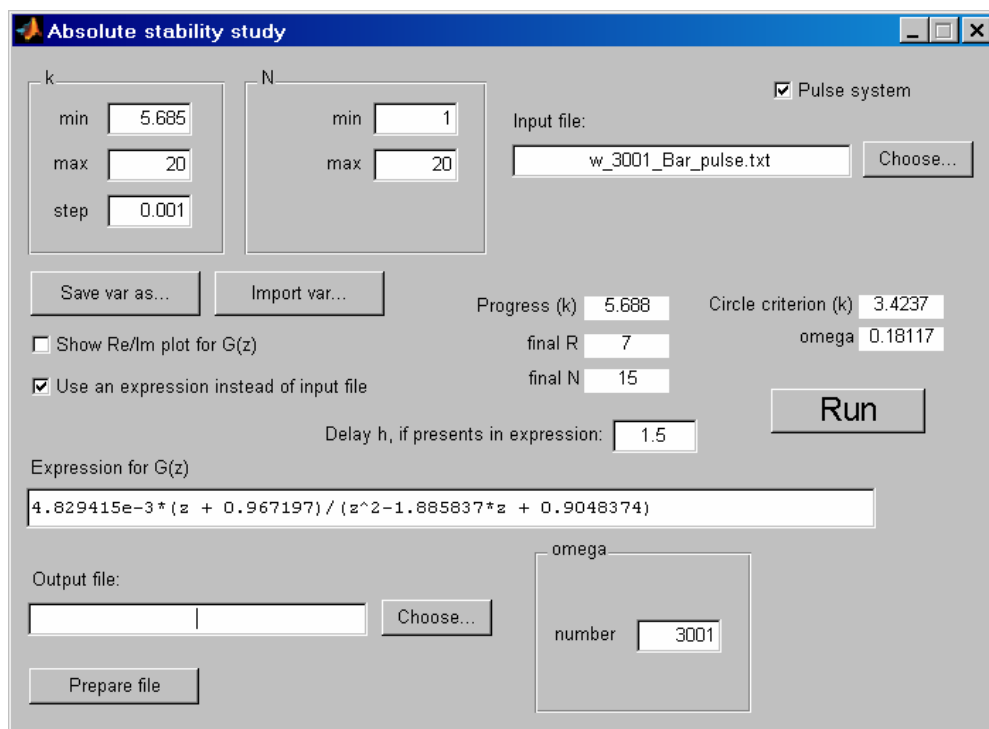 Absolute stability study
k
min 5.685
max 20
step 0.001
N
min 1
max 20
Pulse system
Input file:
w_3001_Bar_pulse.txt Choose...
Save var as... Import var...
Progress (k) 5.688
Circle criterion (k) 3.4237
Show Re/Im plot for G(z)
final R 7
omega 0.18117
Use an expression instead of input file
final N 15
Run
Delay h, if presents in expression: 1.5
Expression for G(z)
4.829415e-3*(z + 0.967197)/(z^2-1.885837*z + 0.9048374)
Output file:
Choose...
omega
number 3001
Prepare file